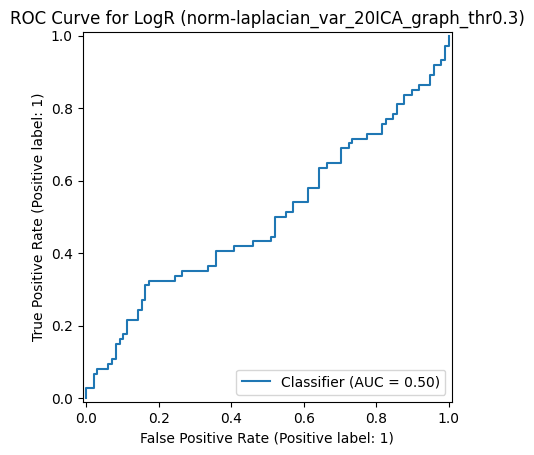 ROC Curve for LogR (norm-laplacian_var_20ICA_graph_thr0.3)
True Positive Rate (Positive label: 1)
1.0
0.8
0.6
0.4
0.2
0.0
Classifier (AUC = 0.50)
0.0 0.2 0.4 0.6 0.8 1.0
False Positive Rate (Positive label: 1)